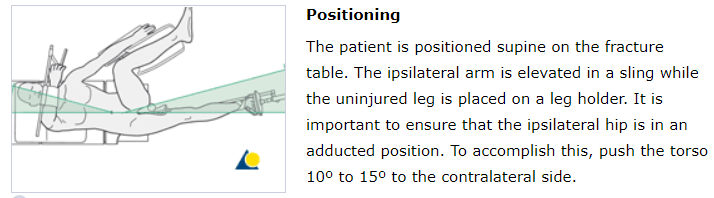 Positioning
The patient is positioned supine on the fracture
table. The ipsilateral arm is elevated in a sling while
the uninjured leg is placed on a leg holder. It is
important to ensure that the ipsilateral hip is in an
adducted position. To accomplish this, push the torso
10º to 15º to the contralateral side.